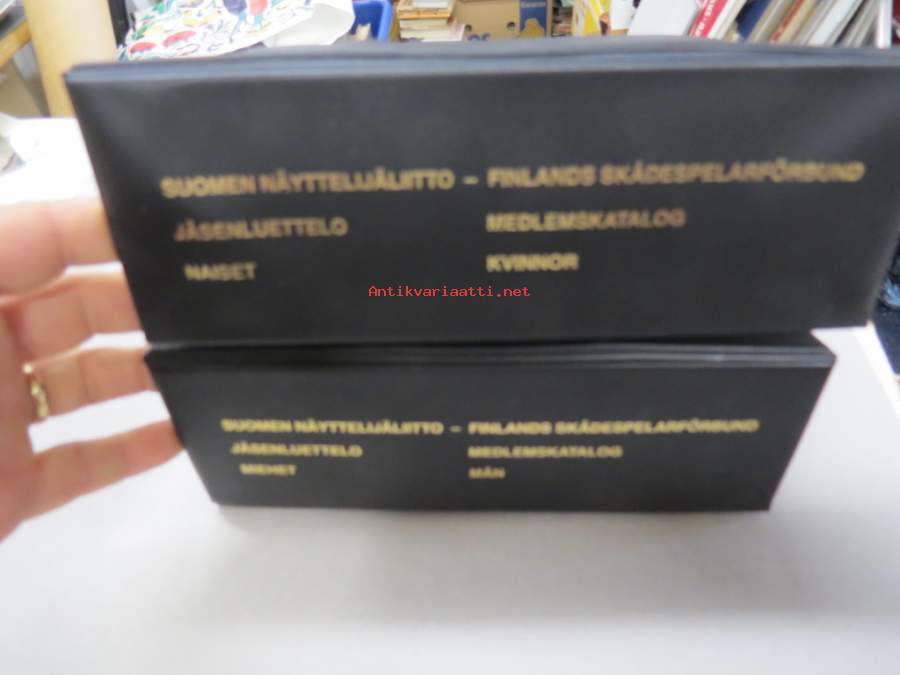 SUOMEN NÄYTTELIJÄLIITTO – FINLANDS SKÅDESPELARFÖRBUND
JÄSENLUETTELO MEDLEMSKATALOG
NAISET KVINNOR
Antikvariaatti.net
SUOMEN NÄYTTELIJÄLIITTO – FINLANDS SKÅDESPELARFÖRBUND
JÄSENLUETTELO MEDLEMSKATALOG
MIEHET MÄN